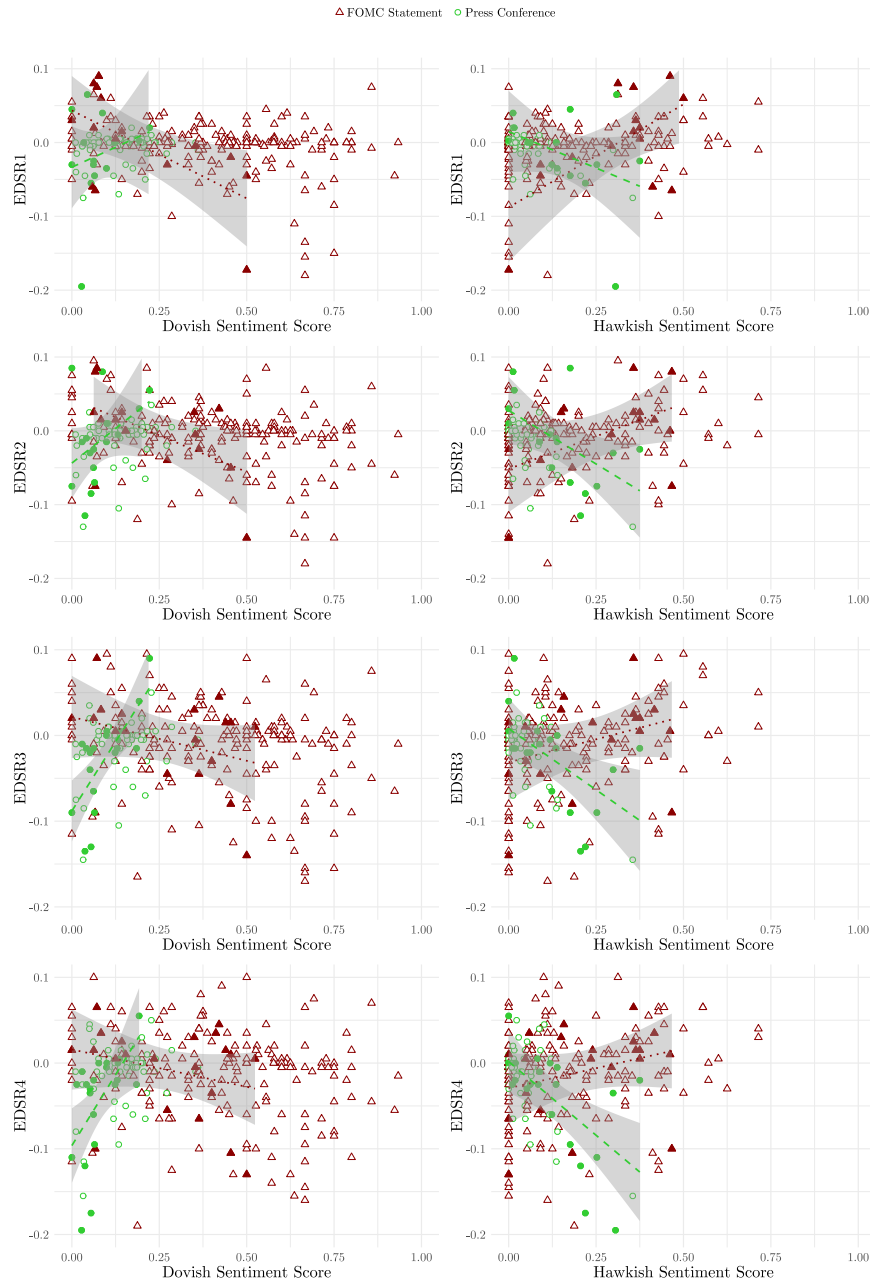 FOMC Statement Press Conference
0.1 0.1
0.0 0.0
EDSR1 EDSR1
-0.1 -0.1
-0.2 -0.2
0.00 0.25 0.50 0.75 1.00 0.00 0.25 0.50 0.75 1.00
Dovish Sentiment Score Hawkish Sentiment Score
0.1 0.1
0.0 0.0
EDSR2 EDSR2
-0.1 -0.1
-0.2 -0.2
0.00 0.25 0.50 0.75 1.00 0.00 0.25 0.50 0.75 1.00
Dovish Sentiment Score Hawkish Sentiment Score
0.1 0.1
0.0 0.0
EDSR3 EDSR3
-0.1 -0.1
-0.2 -0.2
0.00 0.25 0.50 0.75 1.00 0.00 0.25 0.50 0.75 1.00
Dovish Sentiment Score Hawkish Sentiment Score
0.1 0.1
0.0 0.0
EDSR4 EDSR4
-0.1 -0.1
-0.2 -0.2
0.00 0.25 0.50 0.75 1.00 0.00 0.25 0.50 0.75 1.00
Dovish Sentiment Score Hawkish Sentiment Score